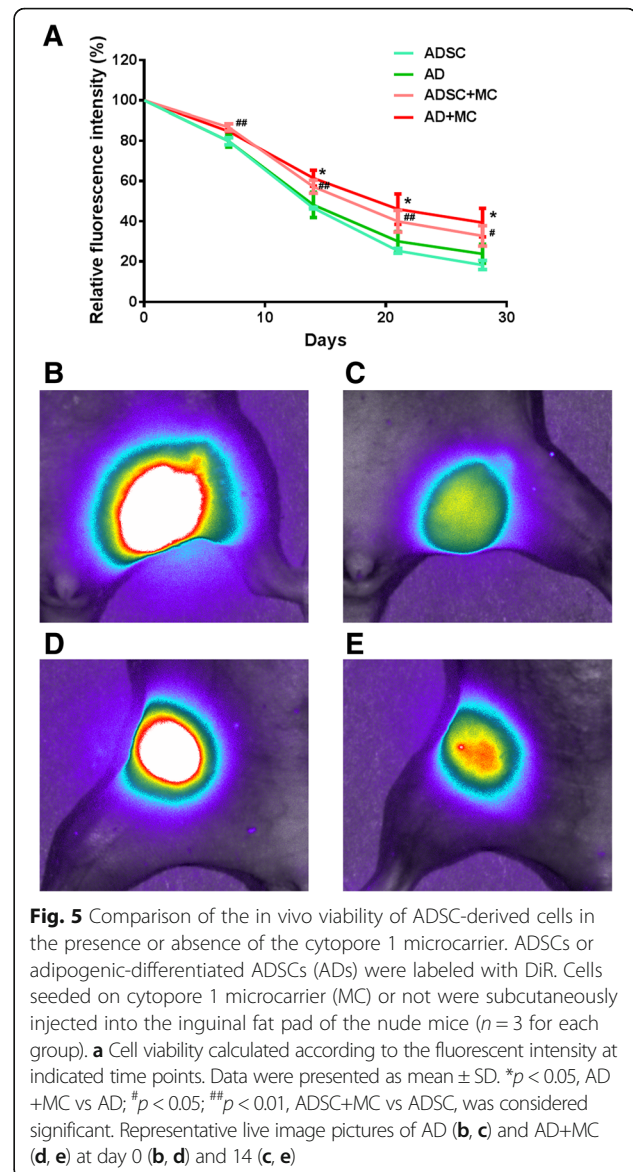 A
Relative fluorescence intensity (%)
120
100
80
60
40
20
0
ADSC
AD
ADSC+MC
AD+MC
##
*
##
*
##
*
#
0
10
20
30
Days
B
C
D
E
Fig. 5 Comparison of the in vivo viability of ADSC-derived cells in
the presence or absence of the cytopore 1 microcarrier. ADSCs or
adipogenic-differentiated ADSCs (ADs) were labeled with DiR. Cells
seeded on cytopore 1 microcarrier (MC) or not were subcutaneously
injected into the inguinal fat pad of the nude mice (n = 3 for each
group). a Cell viability calculated according to the fluorescent intensity at
indicated time points. Data were presented as mean ± SD. *p < 0.05, AD
+MC vs AD; #p < 0.05; ##p < 0.01, ADSC+MC vs ADSC, was considered
significant. Representative live image pictures of AD (b, c) and AD+MC
(d, e) at day 0 (b, d) and 14 (c, e)